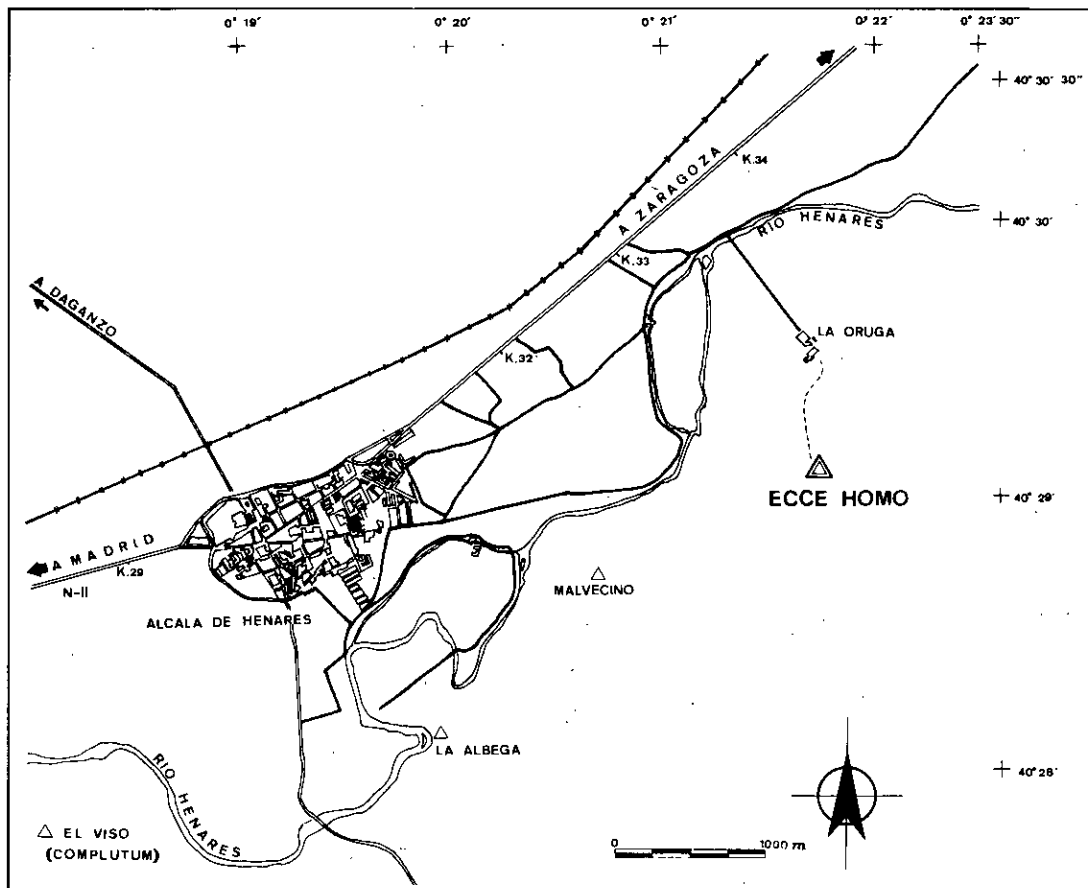 0° 19'
0° 20'
0° 21'
0° 22'
0° 23' 30''
40° 30' 30''
A ZARAGOZA
K.34
RIO HENARES
40° 30'
K.33
A DAGANZO
LA ORUGA
K.32
ECCE HOMO
40° 29'
A MADRID
K.29
N-II
MALVECINO
ALCALA DE HENARES
LA ALBEGA
40° 28'
RIO HENARES
EL VISO
(COMPLUTUM)
0
1000 m